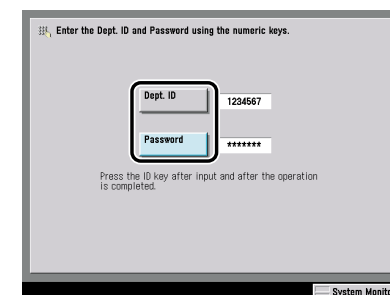 Enter the Dept. ID and Password using the numeric keys.
Dept. ID 1234567
Password *******
Press the ID key after input and after the operation
is completed.
System Monito